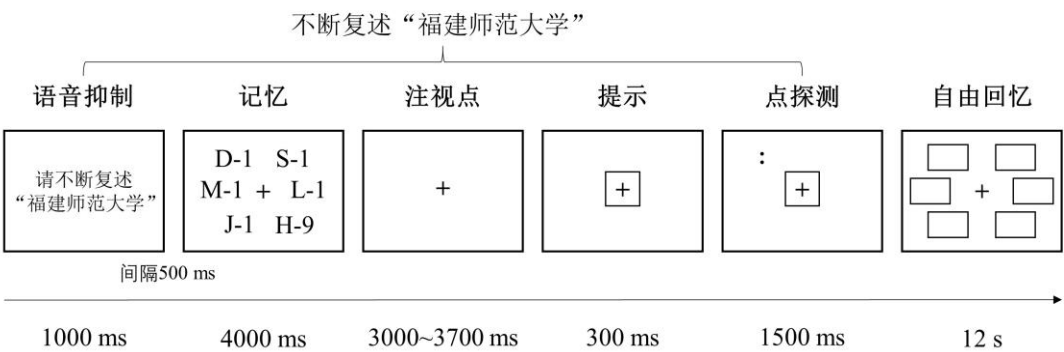 不断复述“福建师范大学”
语音抑制 记忆 注视点 提示 点探测 自由回忆
请不断复述
“福建师范大学”
D-1 S-1
M-1 + L-1
J-1 H-9
+
+
:
+
+
间隔500 ms
1000 ms 4000 ms 3000~3700 ms 300 ms 1500 ms 12 s